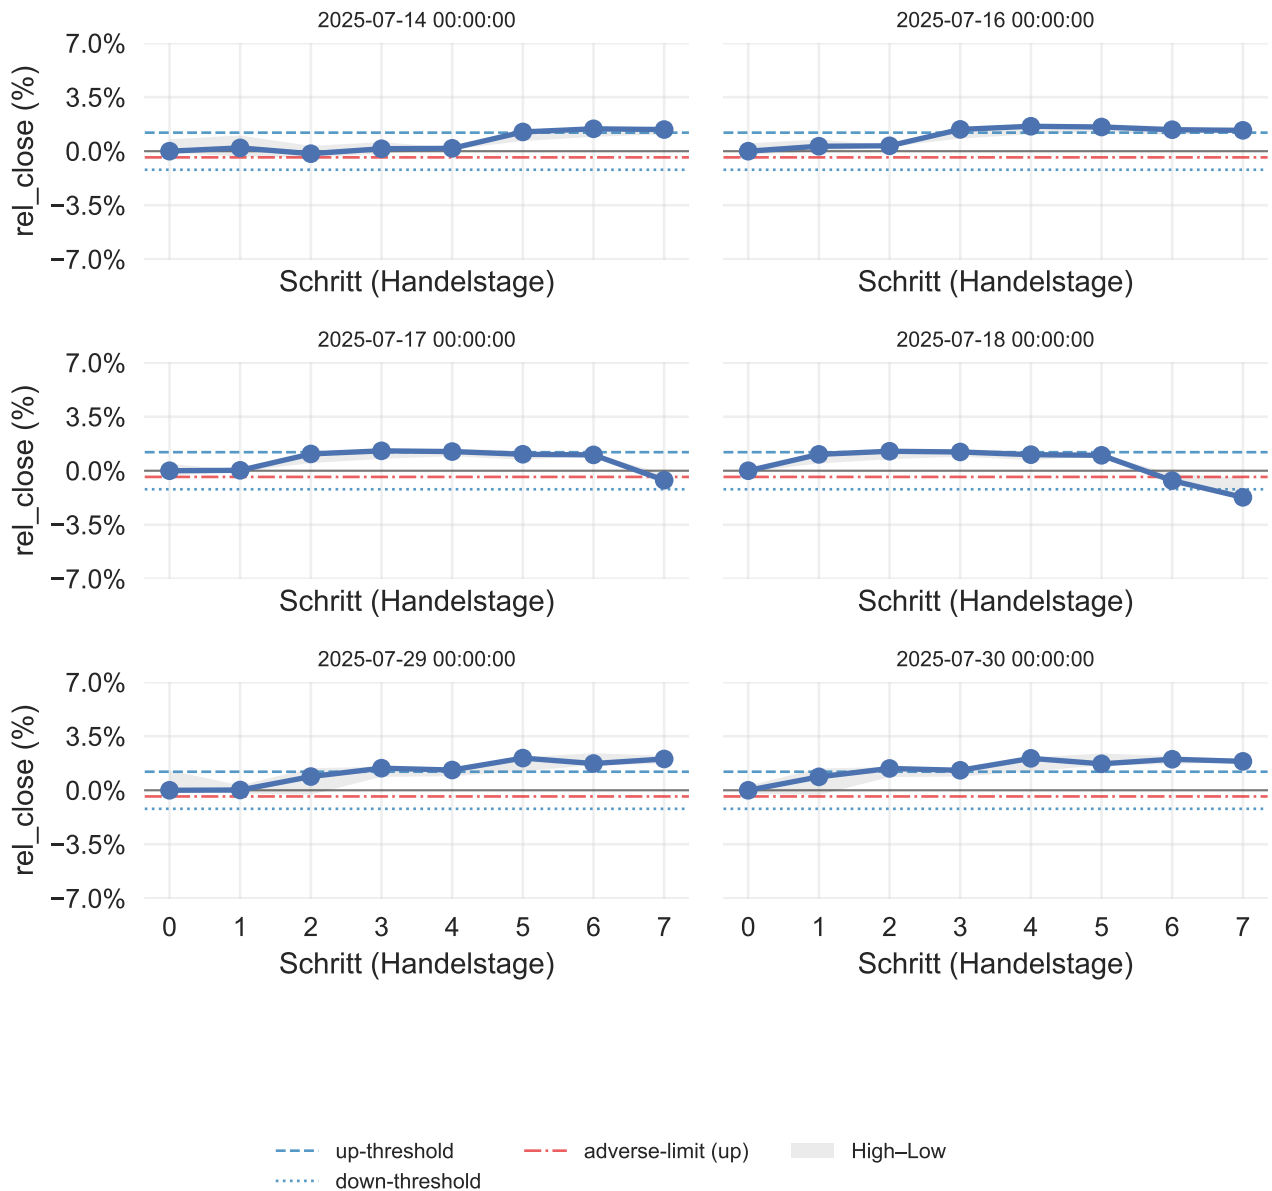 2025-07-14 00:00:00
2025-07-16 00:00:00
7.0%
3.5%
0.0%
−3.5%
−7.0%
rel_close (%)
Schritt (Handelstage)
Schritt (Handelstage)
2025-07-17 00:00:00
2025-07-18 00:00:00
7.0%
3.5%
0.0%
−3.5%
−7.0%
rel_close (%)
Schritt (Handelstage)
Schritt (Handelstage)
2025-07-29 00:00:00
2025-07-30 00:00:00
7.0%
3.5%
0.0%
−3.5%
−7.0%
rel_close (%)
0 1 2 3 4 5 6 7
0 1 2 3 4 5 6 7
Schritt (Handelstage)
Schritt (Handelstage)
up-threshold
down-threshold
adverse-limit (up)
High–Low